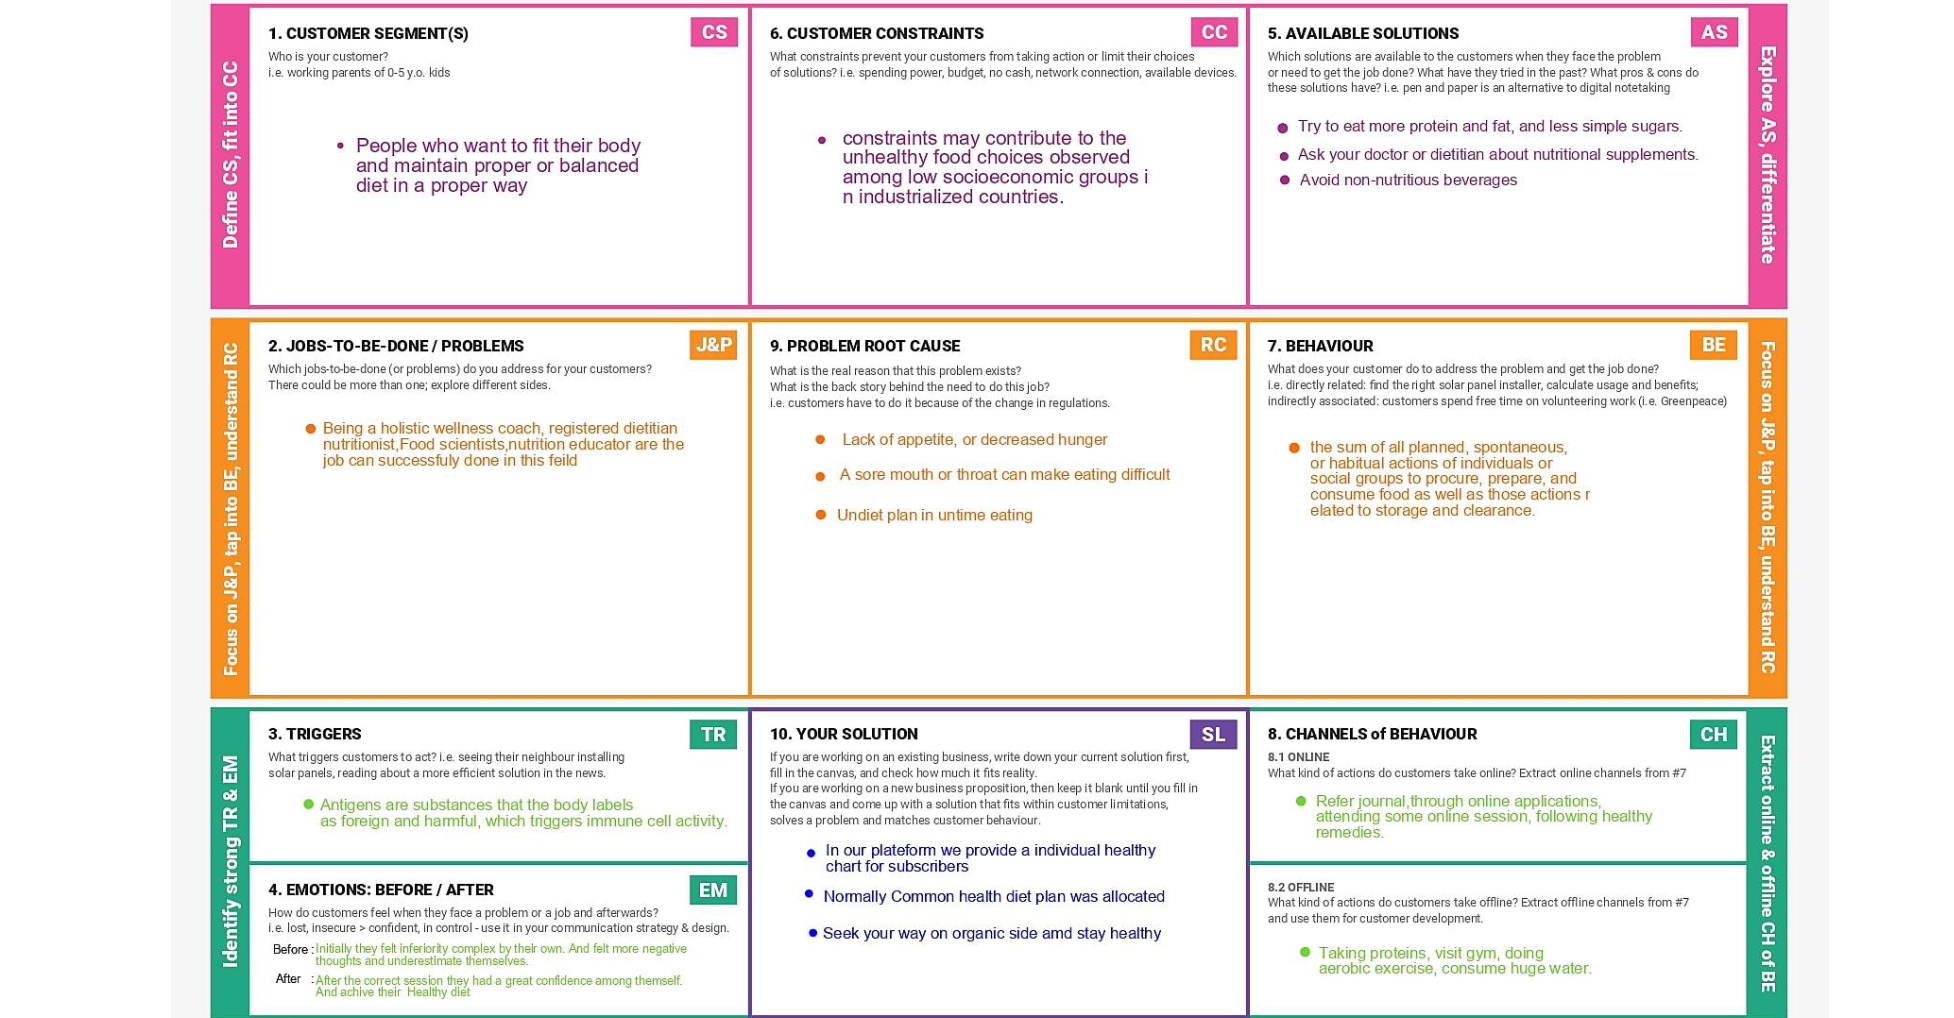 Define CS, fit into CC
1. CUSTOMER SEGMENT(S)
CS
Who is your customer?
i.e. working parents of 0-5 y.o. kids
• People who want to fit their body
and maintain proper or balanced
diet in a proper way
6. CUSTOMER CONSTRAINTS
CC
What constraints prevent your customers from taking action or limit their choices
of solutions? i.e. spending power, budget, no cash, network connection, available devices.
• constraints may contribute to the
unhealthy food choices observed
among low socioeconomic groups i
n industrialized countries.
5. AVAILABLE SOLUTIONS
AS
Which solutions are available to the customers when they face the problem
or need to get the job done? What have they tried in the past? What pros & cons do
these solutions have? i.e. pen and paper is an alternative to digital notetaking
• Try to eat more protein and fat, and less simple sugars.
• Ask your doctor or dietitian about nutritional supplements.
• Avoid non-nutritious beverages
Explore AS, differentiate
Focus on J&P, tap into BE, understand RC
2. JOBS-TO-BE-DONE / PROBLEMS
J&P
Which jobs-to-be-done (or problems) do you address for your customers?
There could be more than one; explore different sides.
• Being a holistic wellness coach, registered dietitian
nutritionist,Food scientists,nutrition educator are the
job can successfuly done in this feild
9. PROBLEM ROOT CAUSE
RC
What is the real reason that this problem exists?
What is the back story behind the need to do this job?
i.e. customers have to do it because of the change in regulations.
• Lack of appetite, or decreased hunger
• A sore mouth or throat can make eating difficult
• Undiet plan in untime eating
7. BEHAVIOUR
BE
What does your customer do to address the problem and get the job done?
i.e. directly related: find the right solar panel installer, calculate usage and benefits;
indirectly associated: customers spend free time on volunteering work (i.e. Greenpeace)
• the sum of all planned, spontaneous,
or habitual actions of individuals or
social groups to procure, prepare, and
consume food as well as those actions r
elated to storage and clearance.
Focus on J&P, tap into BE, understand RC
Identify strong TR & EM
3. TRIGGERS
TR
What triggers customers to act? i.e. seeing their neighbour installing
solar panels, reading about a more efficient solution in the news.
• Antigens are substances that the body labels
as foreign and harmful, which triggers immune cell activity.
4. EMOTIONS: BEFORE / AFTER
EM
How do customers feel when they face a problem or a job and afterwards?
i.e. lost, insecure > confident, in control - use it in your communication strategy & design.
Before : Initially they felt inferiority complex by their own. And felt more negative
thoughts and underestimate themselves.
After : After the correct session they had a great confidence among themself.
And achive their Healthy diet
10. YOUR SOLUTION
SL
If you are working on an existing business, write down your current solution first,
fill in the canvas, and check how much it fits reality.
If you are working on a new business proposition, then keep it blank until you fill in
the canvas and come up with a solution that fits within customer limitations,
solves a problem and matches customer behaviour.
• In our plateform we provide a individual healthy
chart for subscribers
• Normally Common health diet plan was allocated
• Seek your way on organic side amd stay healthy
8. CHANNELS of BEHAVIOUR
CH
8.1 ONLINE
What kind of actions do customers take online? Extract online channels from #7
• Refer journal,through online applications,
attending some online session, following healthy
remedies.
8.2 OFFLINE
What kind of actions do customers take offline? Extract offline channels from #7
and use them for customer development.
• Taking proteins, visit gym, doing
aerobic exercise, consume huge water.
Extract online & offline CH of BE